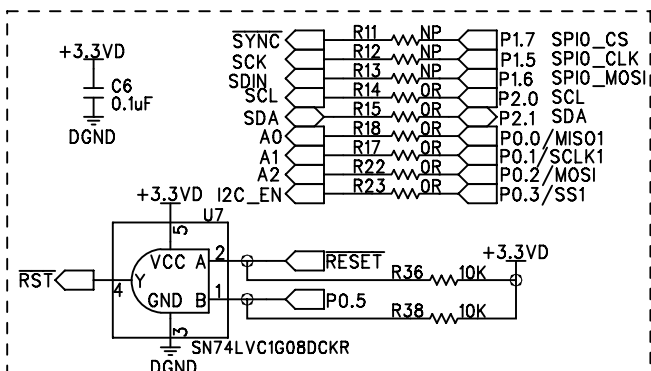 SYNC R11 NP P1.7 SPI0_CS
+3.3VD SCK R12 NP P1.5 SPI0_CLK
SDIN R13 NP P1.6 SPI0_MOSI
C6 SCL R14 0R P2.0 SCL
0.1uF SDA R15 0R P2.1 SDA
DGND A0 R18 0R P0.0/MISO1
A1 R17 0R P0.1/SCLK1
A2 R22 0R P0.2/MOSI
+3.3VD I2C_EN R23 0R P0.3/SS1
U7
5
VCC A 2 RESET +3.3VD
RST 4 Y R36 10K
GND B 1 P0.5
R38 10K
3 SN74LVC1G08DCKR
DGND